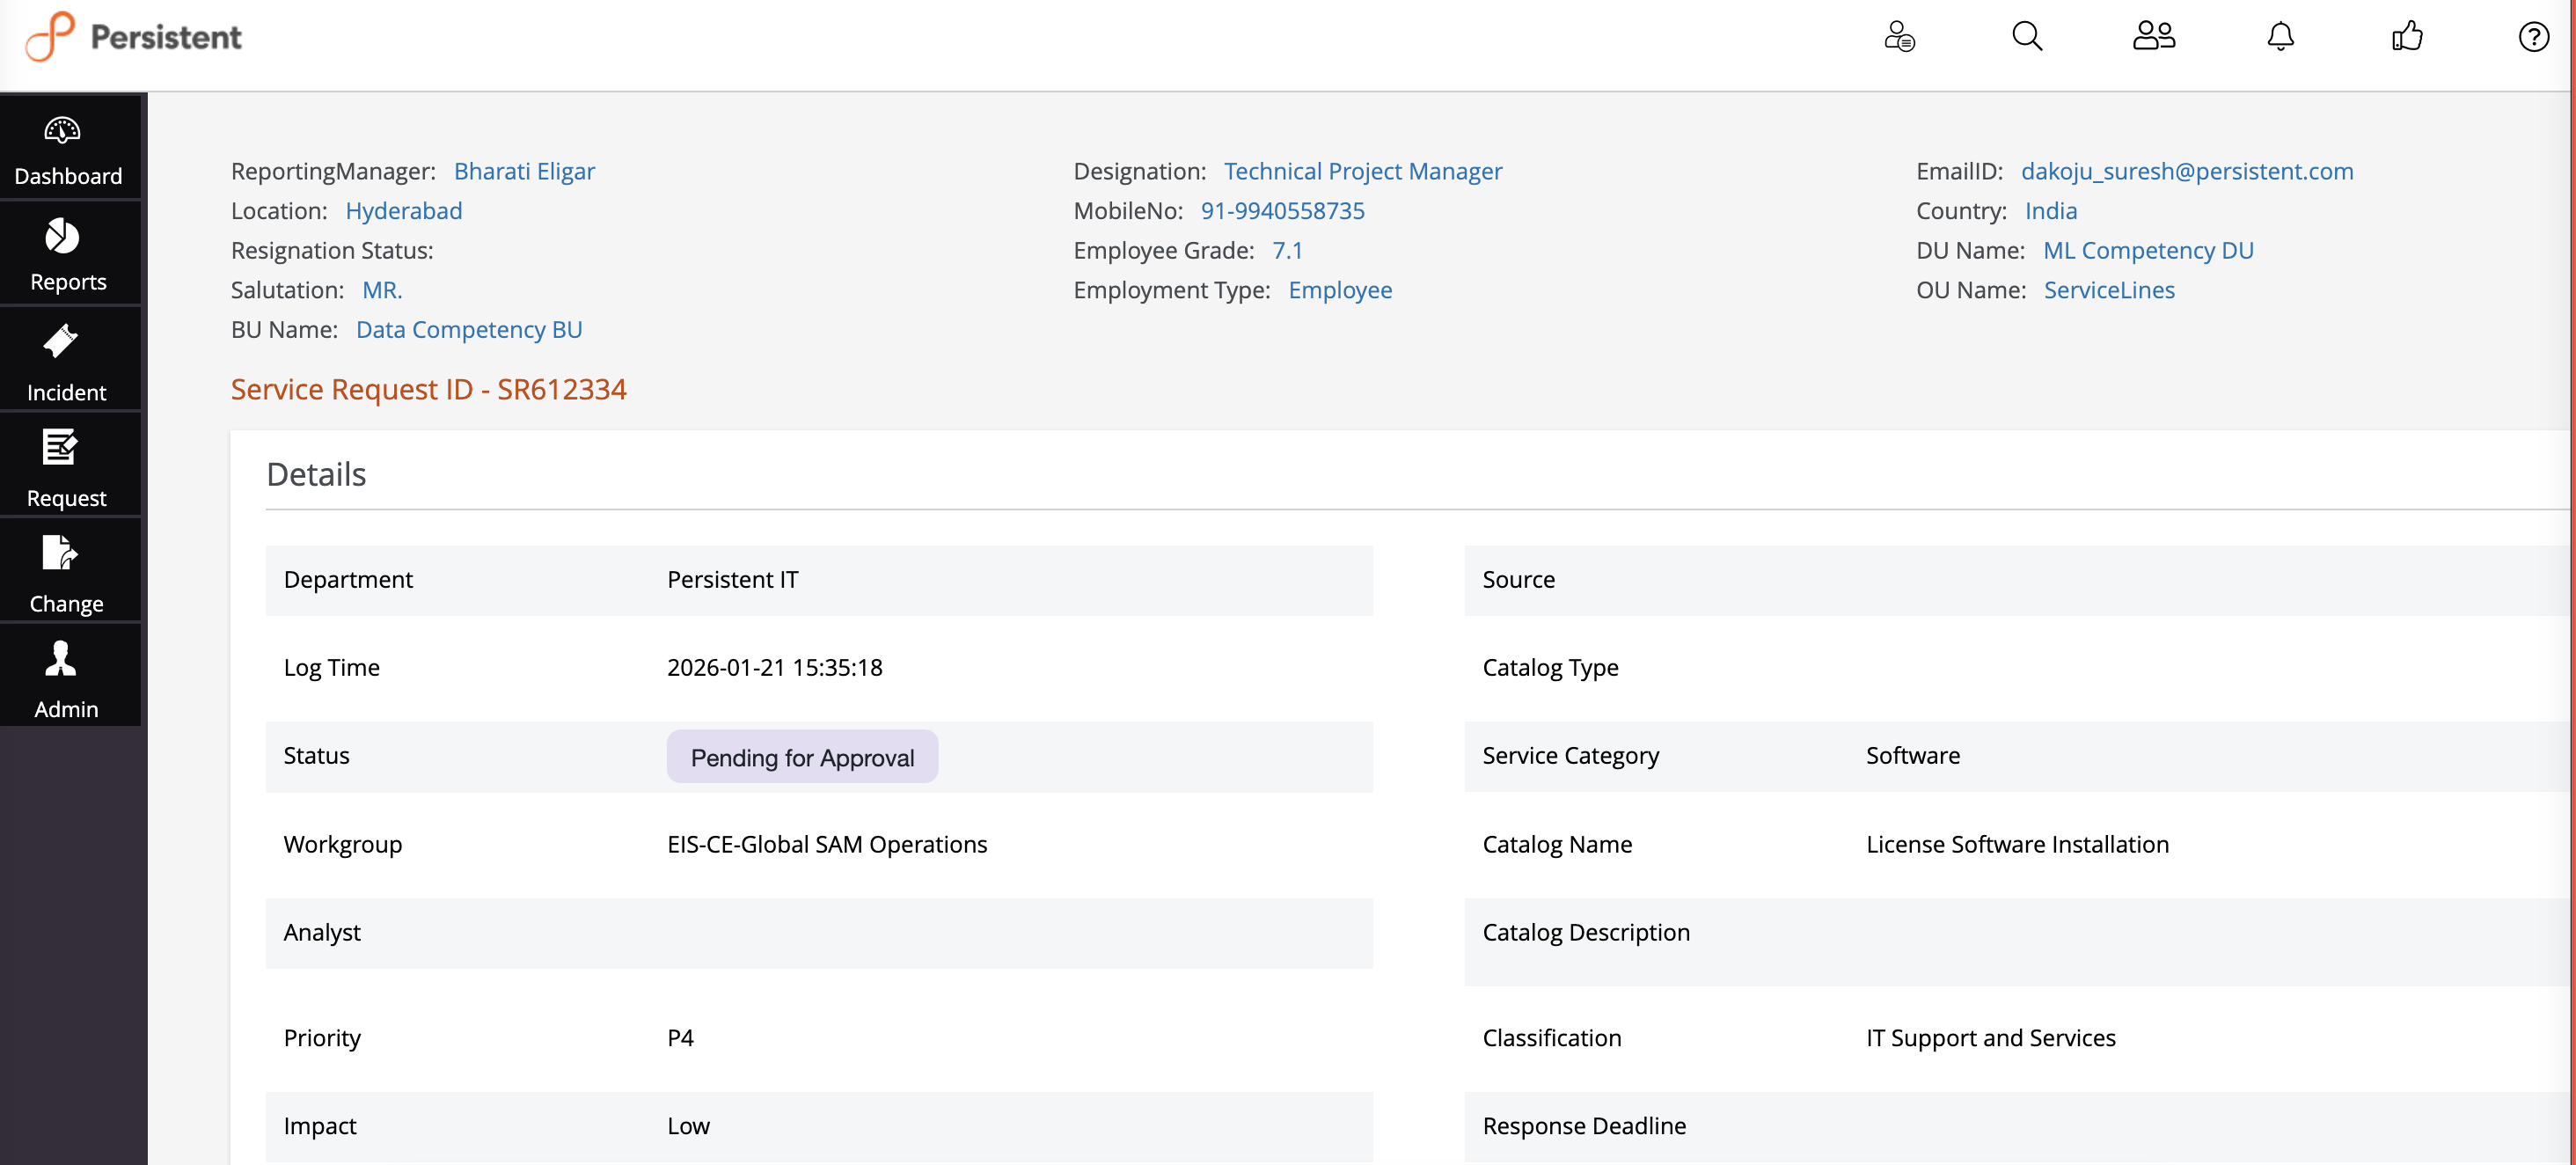 Persistent
Dashboard
Reports
Incident
Request
Change
Admin
ReportingManager: Bharati Eligar
Location: Hyderabad
Resignation Status:
Salutation: MR.
BU Name: Data Competency BU
Designation: Technical Project Manager
MobileNo: 91-9940558735
Employee Grade: 7.1
Employment Type: Employee
EmailID: dakoju_suresh@persistent.com
Country: India
DU Name: ML Competency DU
OU Name: ServiceLines
Service Request ID - SR612334
Details
Department Persistent IT
Log Time 2026-01-21 15:35:18
Status Pending for Approval
Workgroup EIS-CE-Global SAM Operations
Analyst
Priority P4
Impact Low
Source
Catalog Type
Service Category Software
Catalog Name License Software Installation
Catalog Description
Classification IT Support and Services
Response Deadline